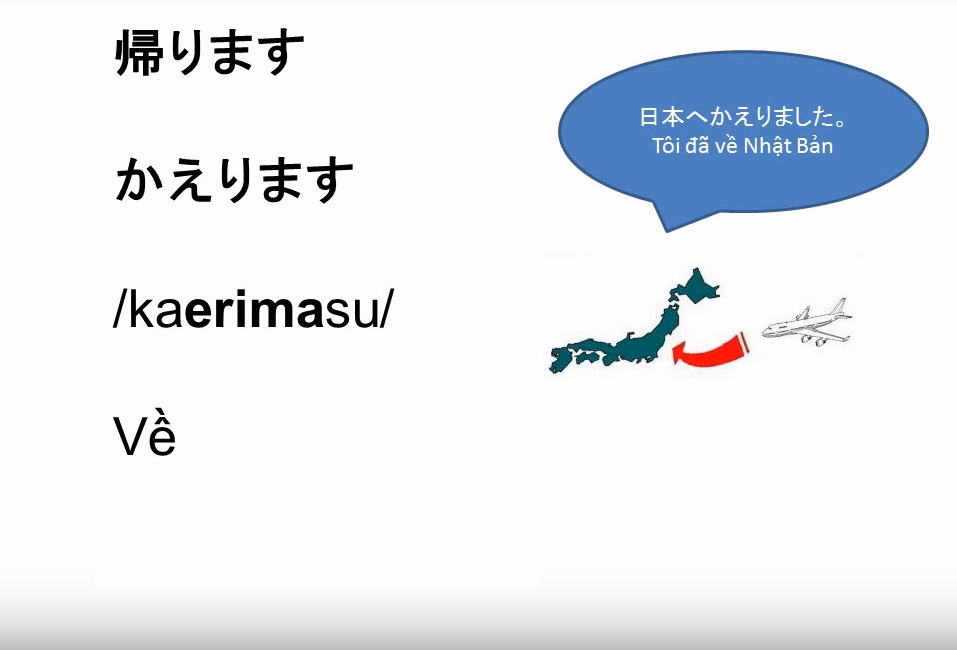 帰ります
かえります
/kaerimasu/
Về
日本へかえりました。
Tôi đã về Nhật Bản